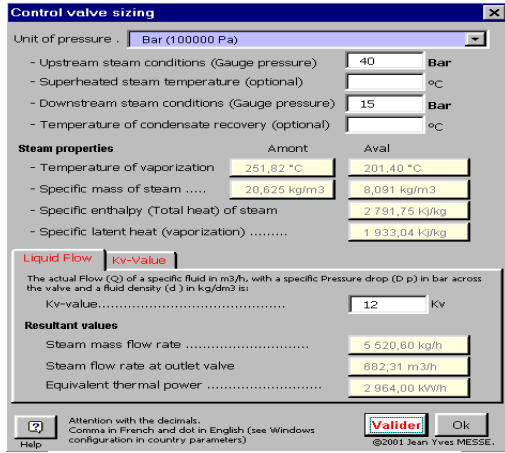 Control valve sizing
Unit of pressure . Bar (100000 Pa)
- Upstream steam conditions (Gauge pressure) 40 Bar
- Superheated steam temperature (optional) °C
- Downstream steam conditions (Gauge pressure) 15 Bar
- Temperature of condensate recovery (optional) °C
Steam properties Amont Aval
- Temperature of vaporization 251,82 °C 201,40 °C
- Specific mass of steam ..... 20,625 kg/m3 8,091 kg/m3
- Specific enthalpy (Total heat) of steam 2 791,75 Kj/kg
- Specific latent heat (vaporization) ......... 1 933,04 Kj/kg
Liquid Flow Kv-Value
The actual Flow (Q) of a specific fluid in m3/h, with a specific Pressure drop (D p) in bar across
the valve and a fluid density (d ) in kg/dm3 is:
Kv-value............................................ 12 Kv
Resultant values
Steam mass flow rate ............................. 5 520,60 kg/h
Steam flow rate at outlet valve 682,31 m3/h
Equivalent thermal power .......................... 2 964,00 kW/h
Help
Attention with the decimals.
Comma in French and dot in English (see Windows
configuration in country parameters)
Valider Ok
©2001 Jean Yves MESSE.